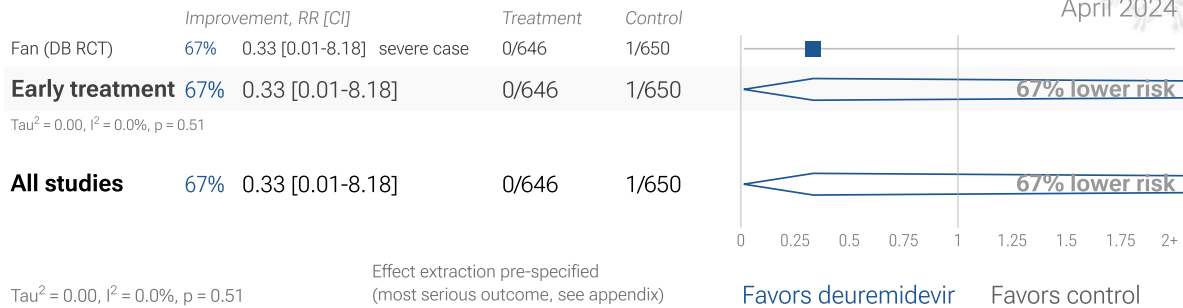 April 2024
Improvement, RR [CI] Treatment Control
Fan (DB RCT) 67% 0.33 [0.01-8.18] severe case 0/646 1/650
Early treatment 67% 0.33 [0.01-8.18] 0/646 1/650 67% lower risk
Tau² = 0.00, I² = 0.0%, p = 0.51
All studies 67% 0.33 [0.01-8.18] 0/646 1/650 67% lower risk
0 0.25 0.5 0.75 1 1.25 1.5 1.75 2+
Effect extraction pre-specified
Tau² = 0.00, I² = 0.0%, p = 0.51 (most serious outcome, see appendix) Favors deuremidevir Favors control